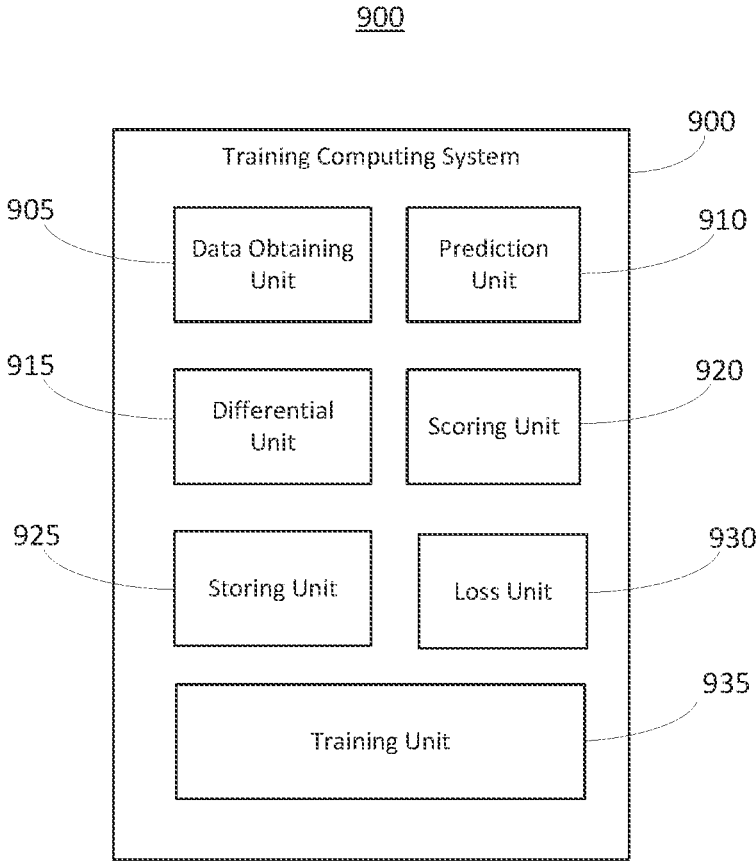 900
900
Training Computing System
905
Data Obtaining
Unit
Prediction
Unit
910
915
Differential
Unit
Scoring Unit
920
925
Storing Unit
Loss Unit
930
Training Unit
935